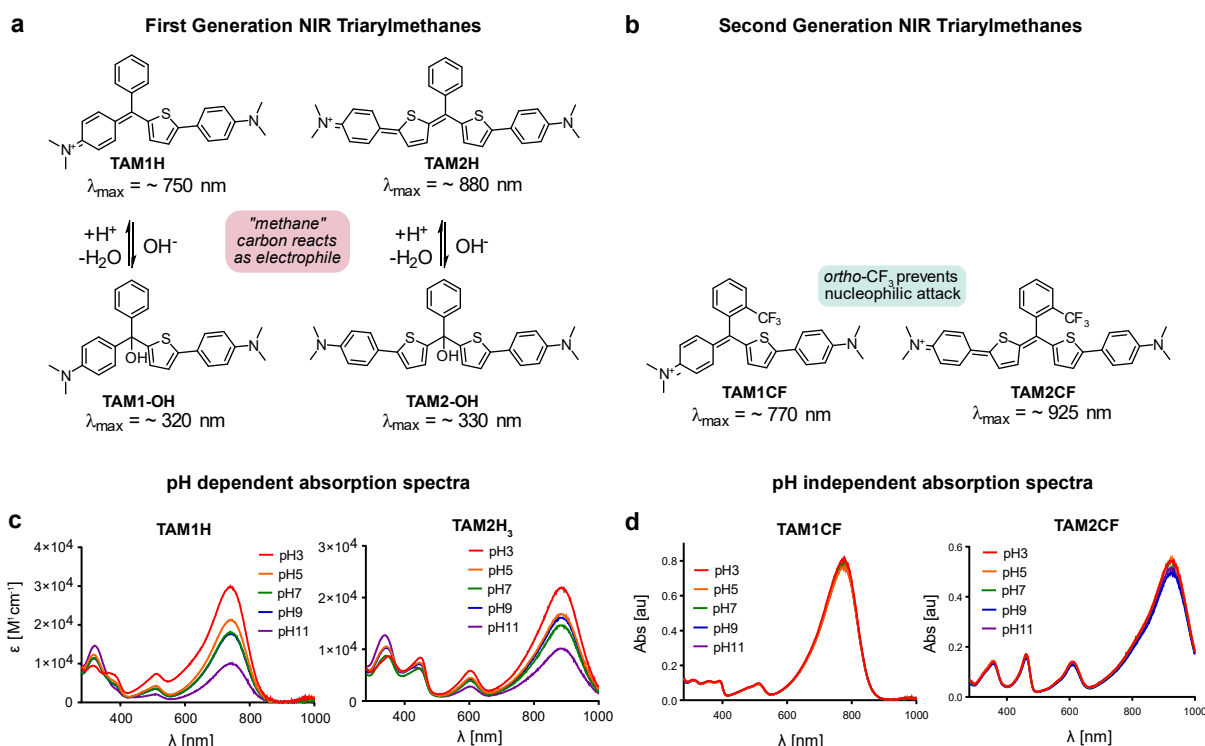 a
First Generation NIR Triarylmethanes
S
N+
N
TAM1H
λmax = ~ 750 nm
S
S
N+
N
TAM2H
λmax = ~ 880 nm
+H+
-H2O
OH-
"methane"
carbon reacts
as electrophile
+H+
-H2O
OH-
S
OH
N
N
TAM1-OH
λmax = ~ 320 nm
S
S
OH
N
N
TAM2-OH
λmax = ~ 330 nm
b
Second Generation NIR Triarylmethanes
ortho-CF3 prevents
nucleophilic attack
CF3
S
N+
N
TAM1CF
λmax = ~ 770 nm
CF3
S
S
N+
N
TAM2CF
λmax = ~ 925 nm
pH dependent absorption spectra
c
TAM1H
4×10⁴
3×10⁴
2×10⁴
1×10⁴
0
ε [M¹ cm⁻¹]
pH3
pH5
pH7
pH9
pH11
400
600
800
1000
λ [nm]
TAM2H3
3×10⁴
2×10⁴
1×10⁴
0
pH3
pH5
pH7
pH9
pH11
400
600
800
1000
λ [nm]
pH independent absorption spectra
d
TAM1CF
0.8
0.6
0.4
0.2
0.0
Abs [au]
pH3
pH5
pH7
pH9
pH11
400
600
800
1000
λ [nm]
TAM2CF
0.6
0.4
0.2
0.0
Abs [au]
pH3
pH5
pH7
pH9
pH11
400
600
800
1000
λ [nm]